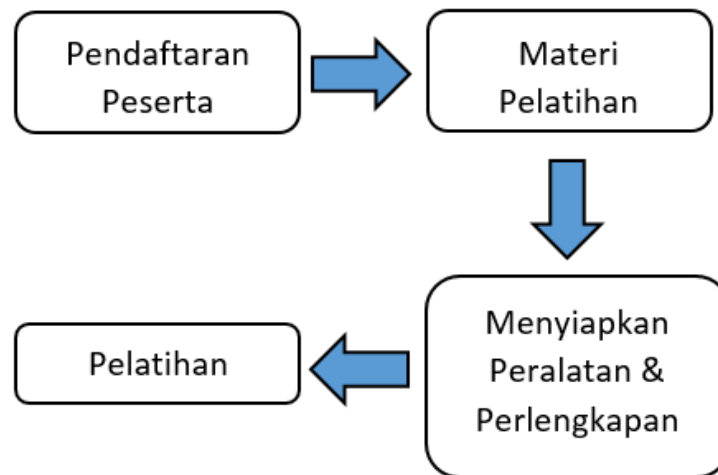 Pendaftaran
Peserta
Materi
Pelatihan
Menyiapkan
Peralatan &
Perlengkapan
Pelatihan